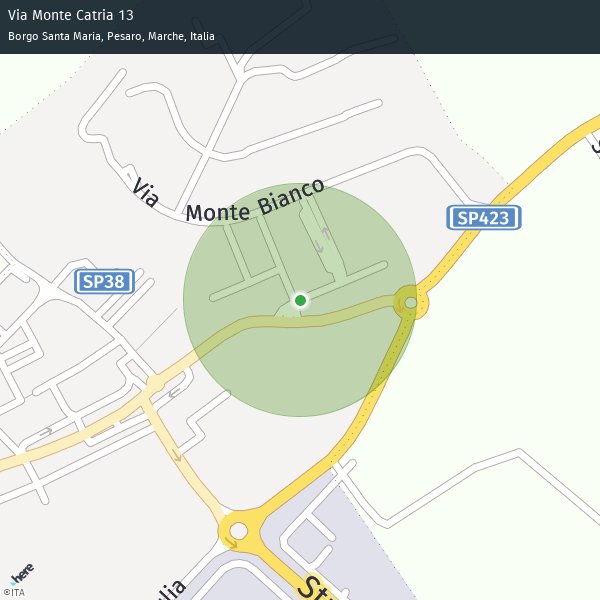 Via Monte Catria 13
Borgo Santa Maria, Pesaro, Marche, Italia
Via Monte Bianco
SP423
SP38
here
©ITA